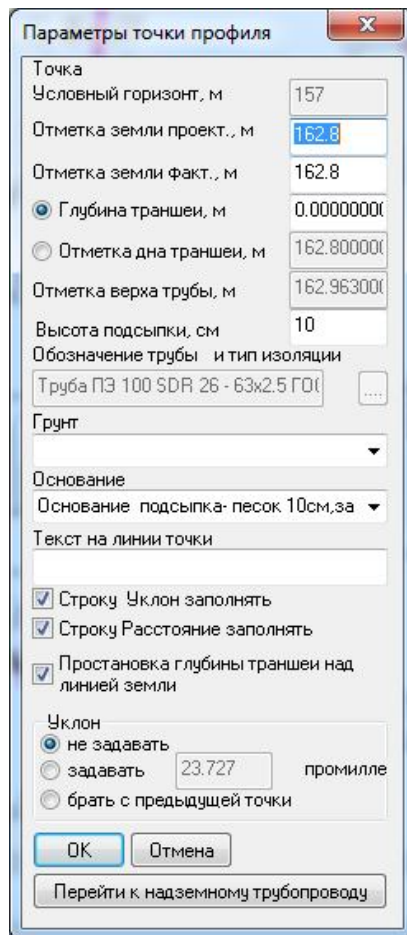 Параметры точки профиля
Точка
Условный горизонт, м 157
Отметка земли проект., м 162.8
Отметка земли факт., м 162.8
Глубина траншеи, м 0.0000000(
Отметка дна траншеи, м 162.80000(
Отметка верха трубы, м 162.96300(
Высота подсыпки, см 10
Обозначение трубы и тип изоляции
Труба ПЭ 100 SDR 26 - 63х2.5 ГО( ....
Грунт
Основание
Основание подсыпка- песок 10см,за
Текст на линии точки
Строку Уклон заполнять
Строку Расстояние заполнять
Простановка глубины траншеи над
линией земли
Уклон
не задавать
задавать 23.727 промилле
брать с предыдущей точки
ОК Отмена
Перейти к надземному трубопроводу